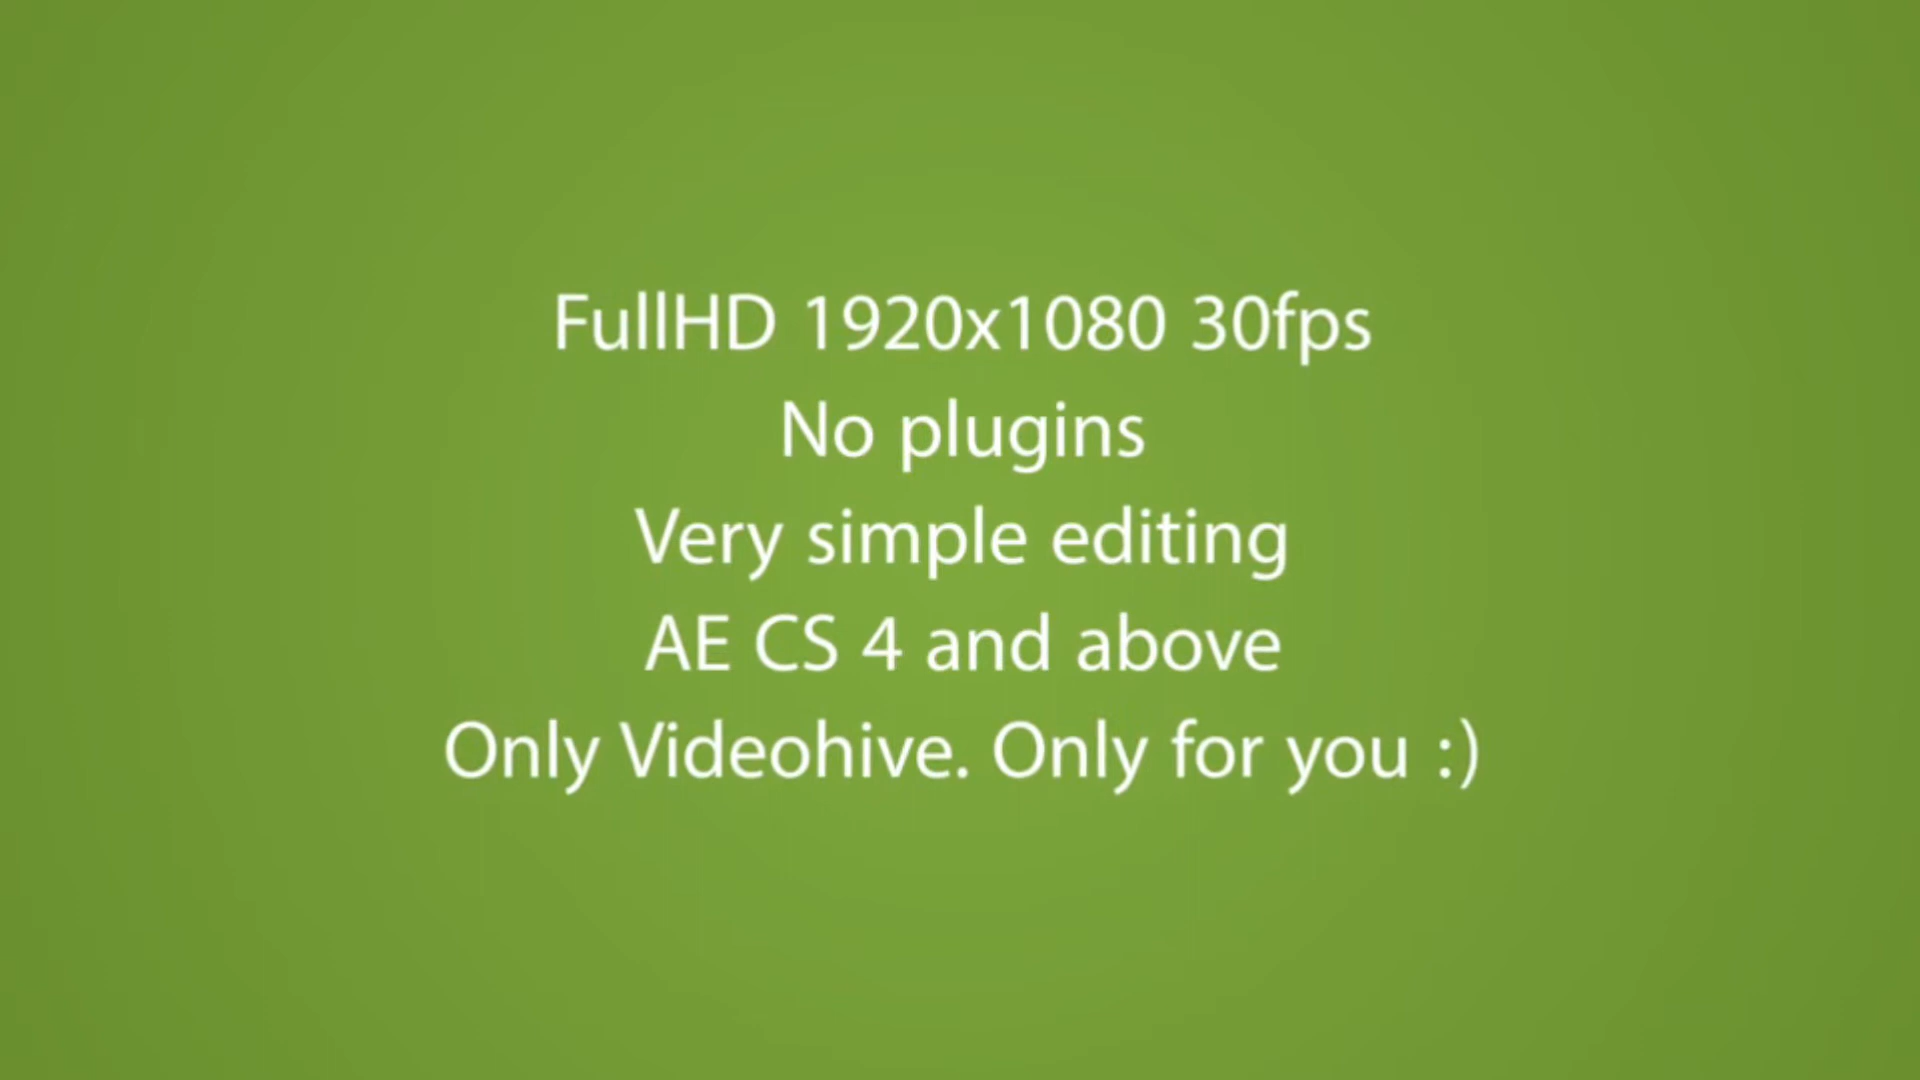 FullHD 1920x1080 30fps
No plugins
Very simple editing
AE CS 4 and above
Only Videohive. Only for you :)